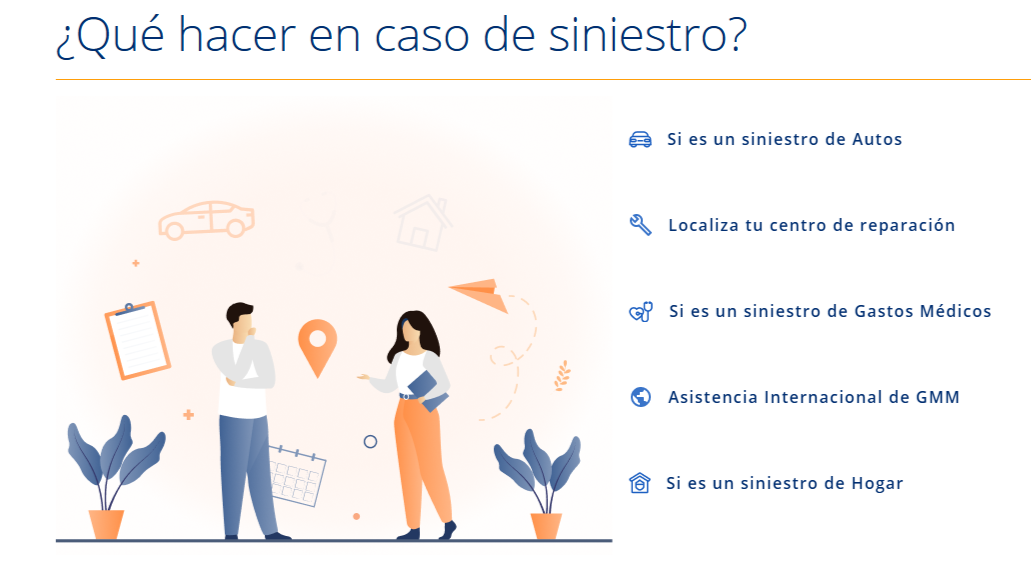 ¿Qué hacer en caso de siniestro?
Si es un siniestro de Autos
Localiza tu centro de reparación
Si es un siniestro de Gastos Médicos
Asistencia Internacional de GMM
Si es un siniestro de Hogar